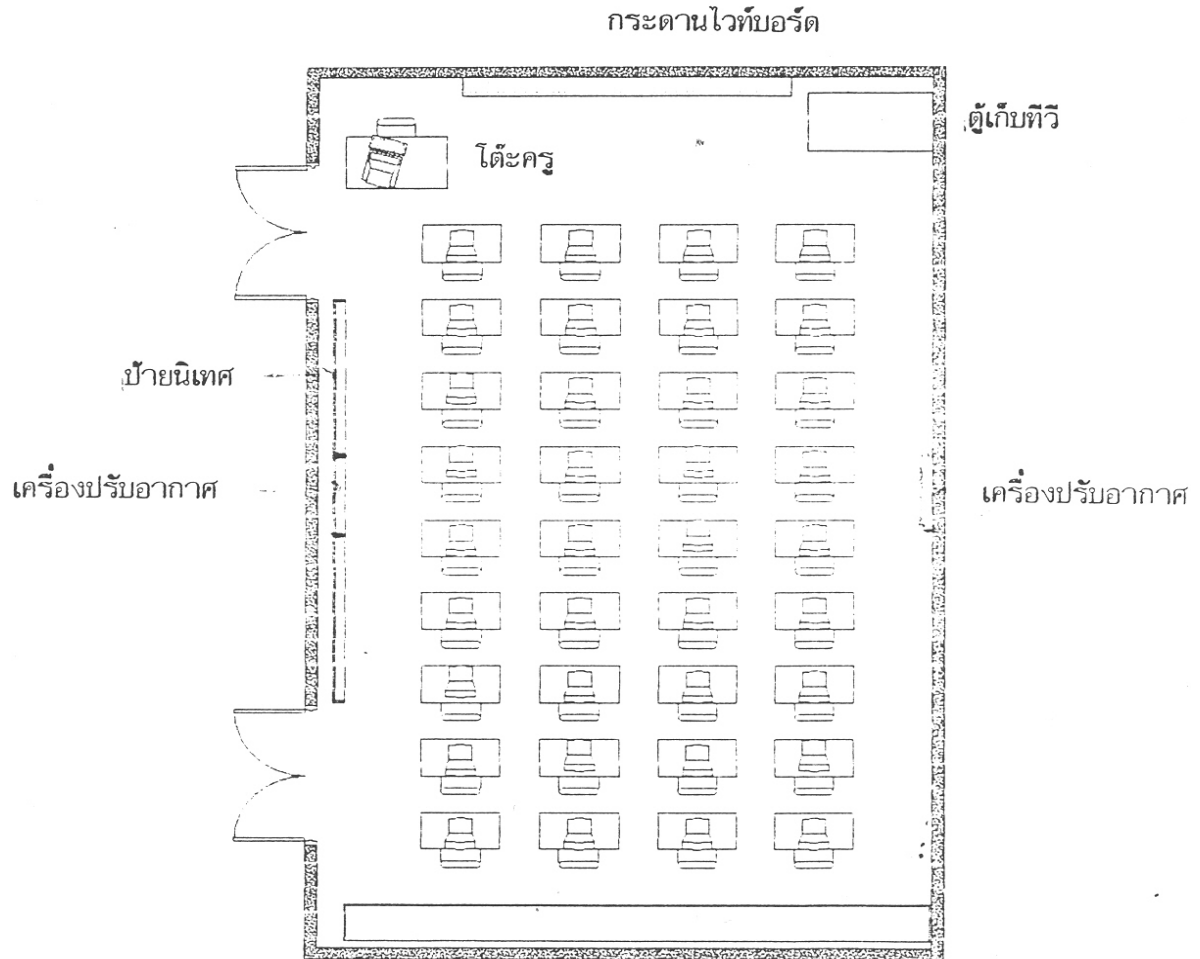 กระดานไวท์บอร์ด
ตู้เก็บทีวี
โต๊ะครู
ป้ายนิเทศ
เครื่องปรับอากาศ
เครื่องปรับอากาศ